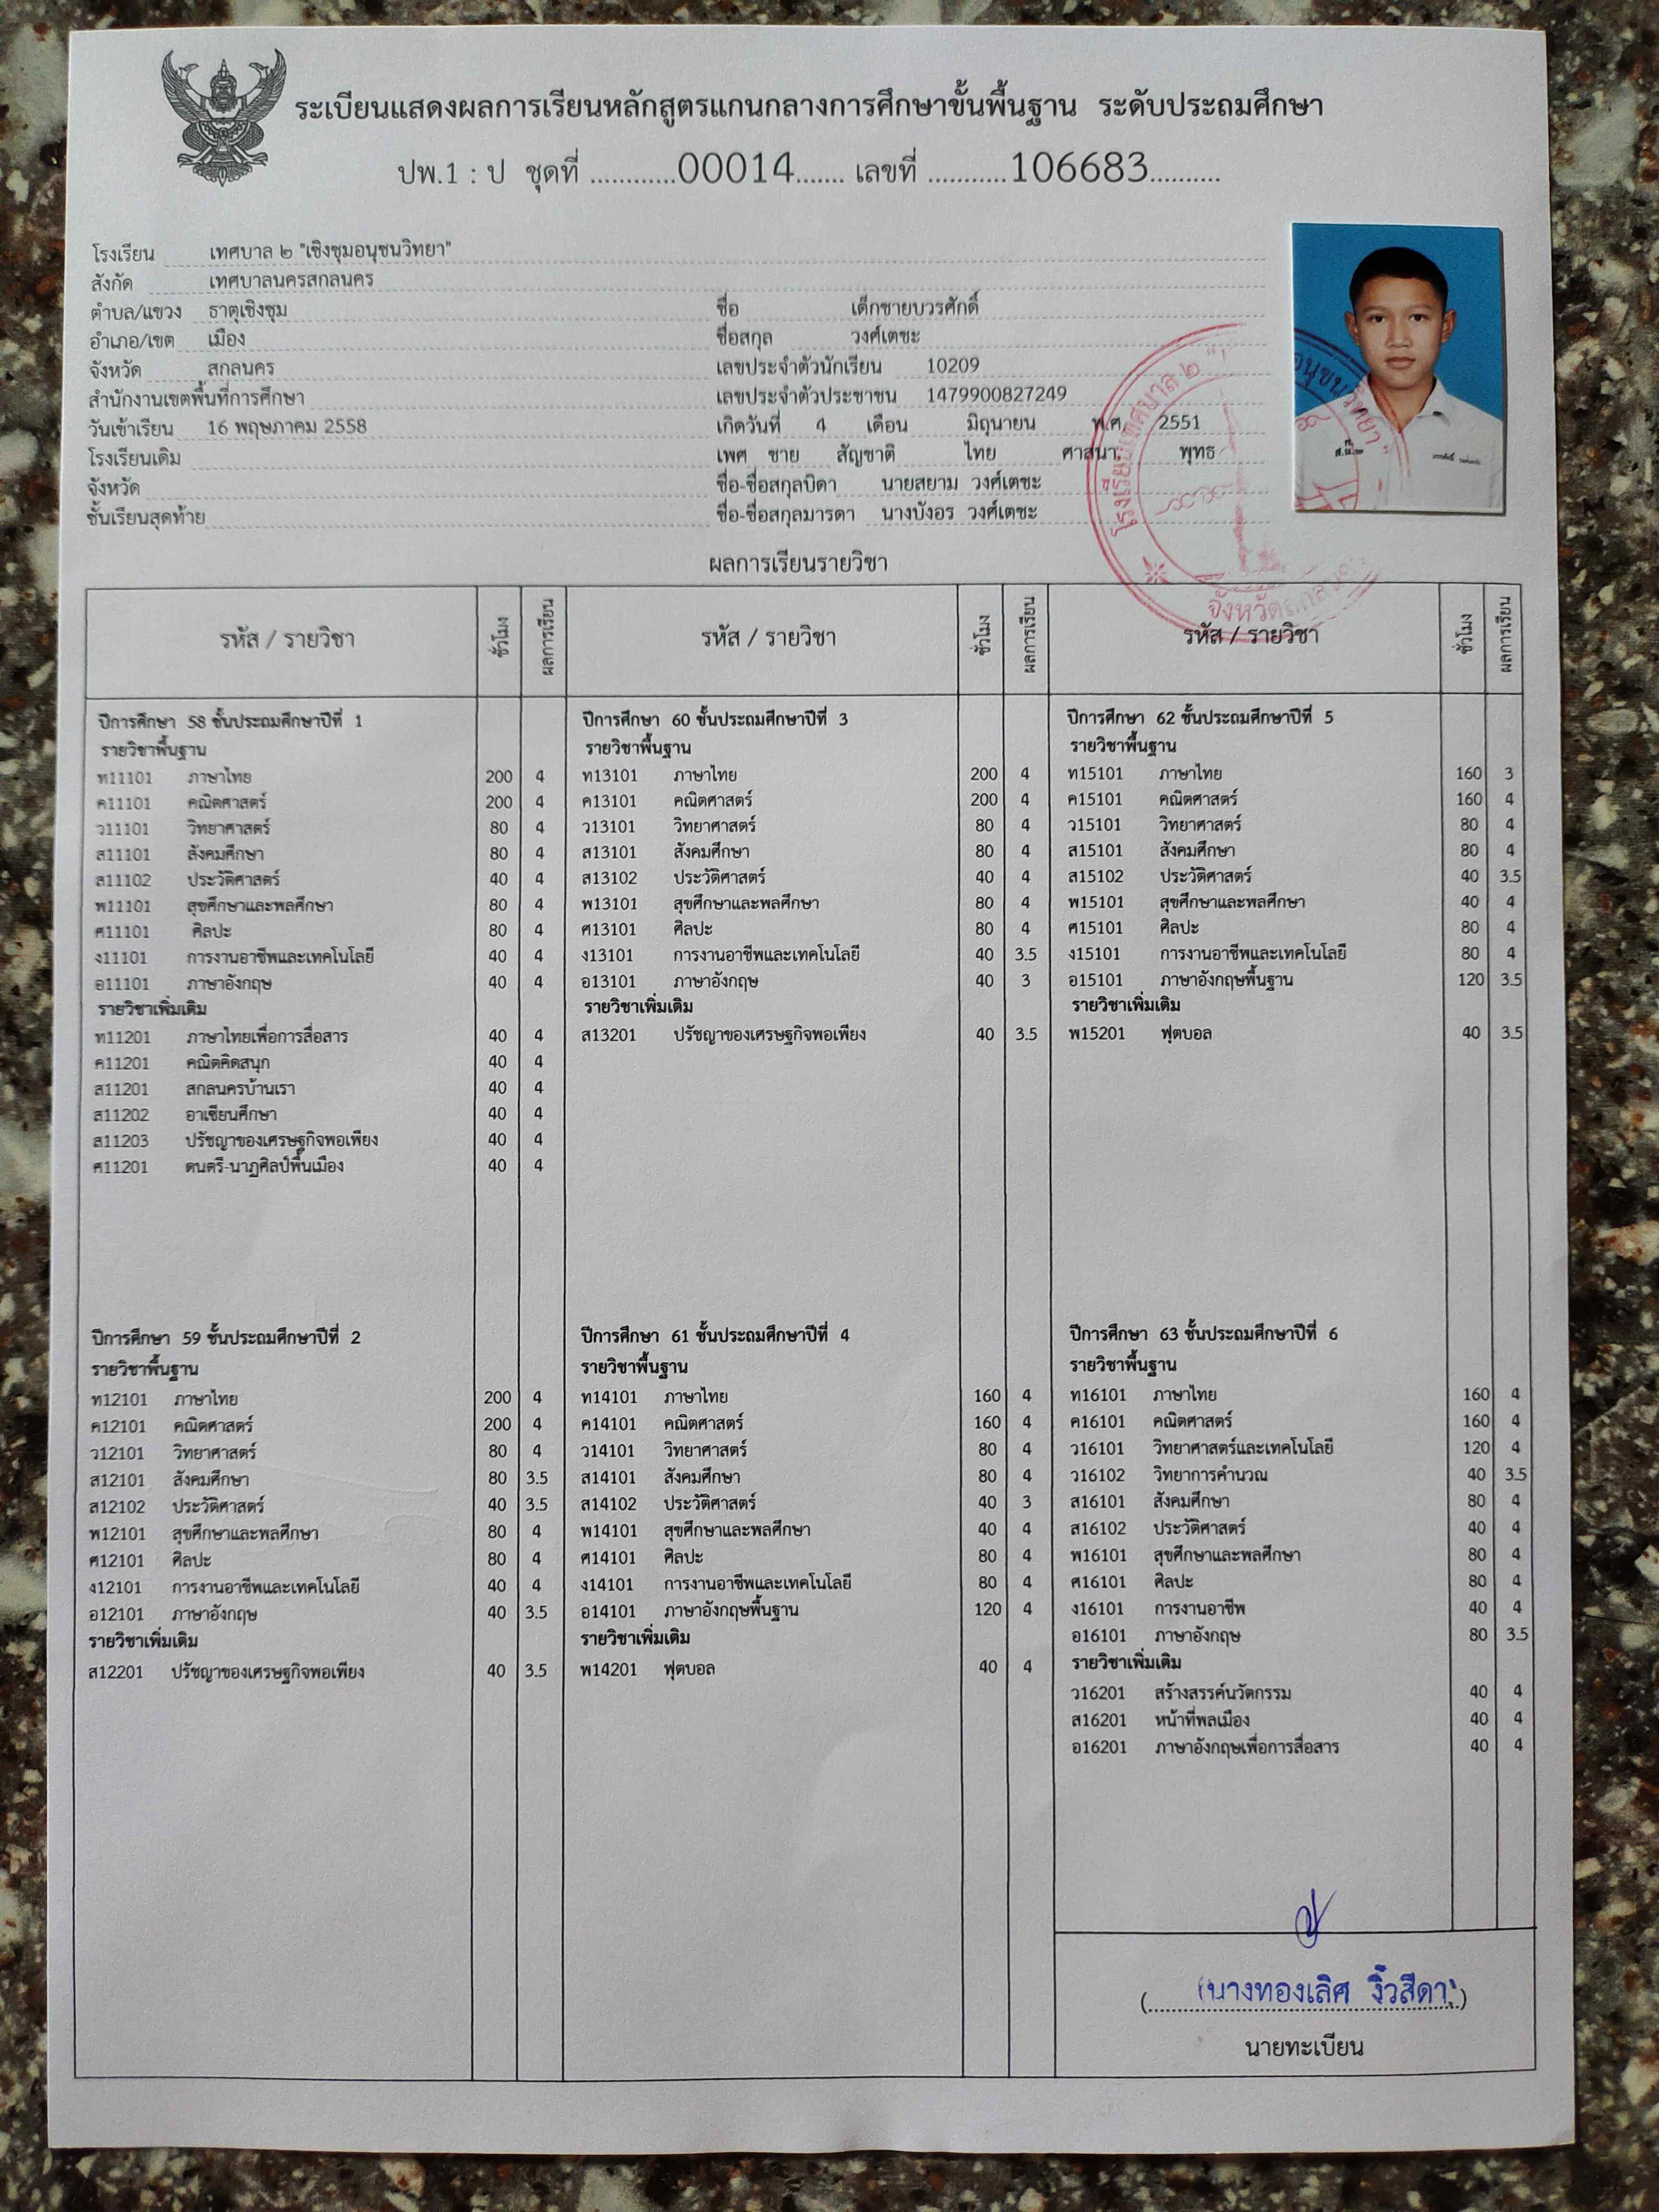 ระเบียนแสดงผลการเรียนหลักสูตรแกนกลางการศึกษาขั้นพื้นฐาน ระดับประถมศึกษา
ปพ.1 : ป ชุดที่ ............00014....... เลขที่ ...........106683..........
โรงเรียน เทศบาล ๒ "เชิงชุมอนุชนวิทยา"
สังกัด เทศบาลนครสกลนคร
ตำบล/แขวง ธาตุเชิงชุม
อำเภอ/เขต เมือง
จังหวัด สกลนคร
สำนักงานเขตพื้นที่การศึกษา
วันเข้าเรียน 16 พฤษภาคม 2558
โรงเรียนเดิม
จังหวัด
ชั้นเรียนสุดท้าย
ชื่อ เด็กชายบวรศักดิ์
ชื่อสกุล วงศ์เตชะ
เลขประจำตัวนักเรียน 10209
เลขประจำตัวประชาชน 1479900827249
เกิดวันที่ 4 เดือน มิถุนายน พ.ศ. 2551
เพศ ชาย สัญชาติ ไทย ศาสนา พุทธ
ชื่อ-ชื่อสกุลบิดา นายสยาม วงศ์เตชะ
ชื่อ-ชื่อสกุลมารดา นางบังอร วงศ์เตชะ
โรงเรียนเทศบาล ๒ "
อนุชนวิทยา"
จังหวัด
ส.ป.๒
ผลการเรียนรายวิชา
รหัส / รายวิชา ชั่วโมง ผลการเรียน รหัส / รายวิชา ชั่วโมง ผลการเรียน รหัส / รายวิชา ชั่วโมง ผลการเรียน
ปีการศึกษา 58 ชั้นประถมศึกษาปีที่ 1
รายวิชาพื้นฐาน
ท11101 ภาษาไทย 200 4
ค11101 คณิตศาสตร์ 200 4
ว11101 วิทยาศาสตร์ 80 4
ส11101 สังคมศึกษา 80 4
ส11102 ประวัติศาสตร์ 40 4
พ11101 สุขศึกษาและพลศึกษา 80 4
ศ11101 ศิลปะ 80 4
ง11101 การงานอาชีพและเทคโนโลยี 40 4
อ11101 ภาษาอังกฤษ 40 4
รายวิชาเพิ่มเติม
ท11201 ภาษาไทยเพื่อการสื่อสาร 40 4
ค11201 คณิตคิดสนุก 40 4
ส11201 สกลนครบ้านเรา 40 4
ส11202 อาเซียนศึกษา 40 4
ส11203 ปรัชญาของเศรษฐกิจพอเพียง 40 4
ศ11201 ดนตรี-นาฏศิลป์พื้นเมือง 40 4
ปีการศึกษา 59 ชั้นประถมศึกษาปีที่ 2
รายวิชาพื้นฐาน
ท12101 ภาษาไทย 200 4
ค12101 คณิตศาสตร์ 200 4
ว12101 วิทยาศาสตร์ 80 4
ส12101 สังคมศึกษา 80 3.5
ส12102 ประวัติศาสตร์ 40 3.5
พ12101 สุขศึกษาและพลศึกษา 80 4
ศ12101 ศิลปะ 80 4
ง12101 การงานอาชีพและเทคโนโลยี 40 4
อ12101 ภาษาอังกฤษ 40 3.5
รายวิชาเพิ่มเติม
ส12201 ปรัชญาของเศรษฐกิจพอเพียง 40 3.5
ปีการศึกษา 60 ชั้นประถมศึกษาปีที่ 3
รายวิชาพื้นฐาน
ท13101 ภาษาไทย 200 4
ค13101 คณิตศาสตร์ 200 4
ว13101 วิทยาศาสตร์ 80 4
ส13101 สังคมศึกษา 80 4
ส13102 ประวัติศาสตร์ 40 4
พ13101 สุขศึกษาและพลศึกษา 80 4
ศ13101 ศิลปะ 80 4
ง13101 การงานอาชีพและเทคโนโลยี 40 3.5
อ13101 ภาษาอังกฤษ 40 3
รายวิชาเพิ่มเติม
ส13201 ปรัชญาของเศรษฐกิจพอเพียง 40 3.5
ปีการศึกษา 61 ชั้นประถมศึกษาปีที่ 4
รายวิชาพื้นฐาน
ท14101 ภาษาไทย 160 4
ค14101 คณิตศาสตร์ 160 4
ว14101 วิทยาศาสตร์ 80 4
ส14101 สังคมศึกษา 80 4
ส14102 ประวัติศาสตร์ 40 3
พ14101 สุขศึกษาและพลศึกษา 40 4
ศ14101 ศิลปะ 80 4
ง14101 การงานอาชีพและเทคโนโลยี 80 4
อ14101 ภาษาอังกฤษพื้นฐาน 120 4
รายวิชาเพิ่มเติม
พ14201 ฟุตบอล 40 4
ปีการศึกษา 62 ชั้นประถมศึกษาปีที่ 5
รายวิชาพื้นฐาน
ท15101 ภาษาไทย 160 3
ค15101 คณิตศาสตร์ 160 4
ว15101 วิทยาศาสตร์ 80 4
ส15101 สังคมศึกษา 80 4
ส15102 ประวัติศาสตร์ 40 3.5
พ15101 สุขศึกษาและพลศึกษา 40 4
ศ15101 ศิลปะ 80 4
ง15101 การงานอาชีพและเทคโนโลยี 80 4
อ15101 ภาษาอังกฤษพื้นฐาน 120 3.5
รายวิชาเพิ่มเติม
พ15201 ฟุตบอล 40 3.5
ปีการศึกษา 63 ชั้นประถมศึกษาปีที่ 6
รายวิชาพื้นฐาน
ท16101 ภาษาไทย 160 4
ค16101 คณิตศาสตร์ 160 4
ว16101 วิทยาศาสตร์และเทคโนโลยี 120 4
ว16102 วิทยาการคำนวณ 40 3.5
ส16101 สังคมศึกษา 80 4
ส16102 ประวัติศาสตร์ 40 4
พ16101 สุขศึกษาและพลศึกษา 80 4
ศ16101 ศิลปะ 80 4
ง16101 การงานอาชีพ 40 4
อ16101 ภาษาอังกฤษ 80 3.5
รายวิชาเพิ่มเติม
ว16201 สร้างสรรค์นวัตกรรม 40 4
ส16201 หน้าที่พลเมือง 40 4
อ16201 ภาษาอังกฤษเพื่อการสื่อสาร 40 4
(นางทองเลิศ งิ้วสีดา)
นายทะเบียน